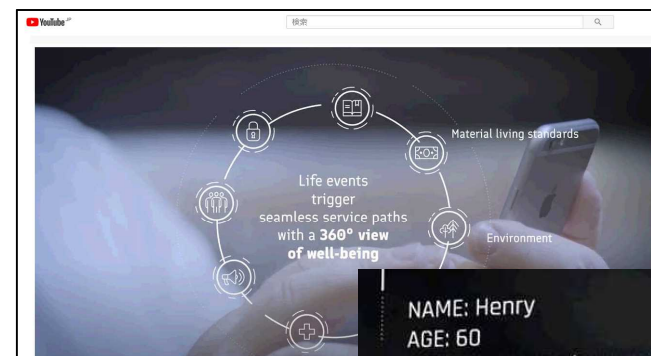 YouTube JP
検索
Material living standards
Life events
trigger
seamless service paths
with a 360° view
of well-being
Environment
NAME: Henry
AGE: 60